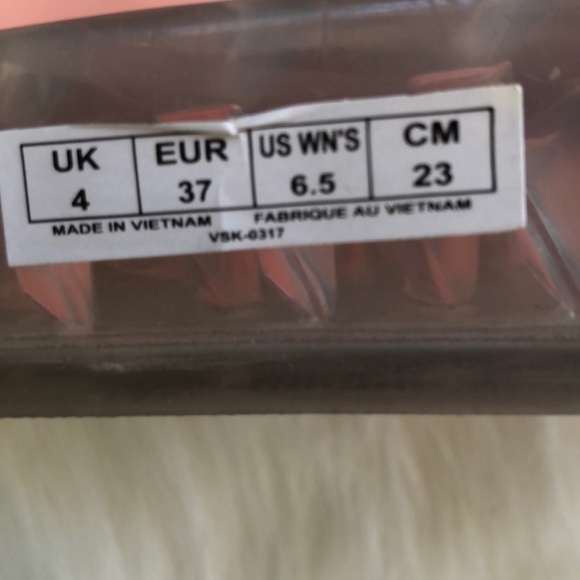 UK EUR US WN'S CM
4 37 6.5 23
MADE IN VIETNAM FABRIQUE AU VIETNAM
VSK-0317